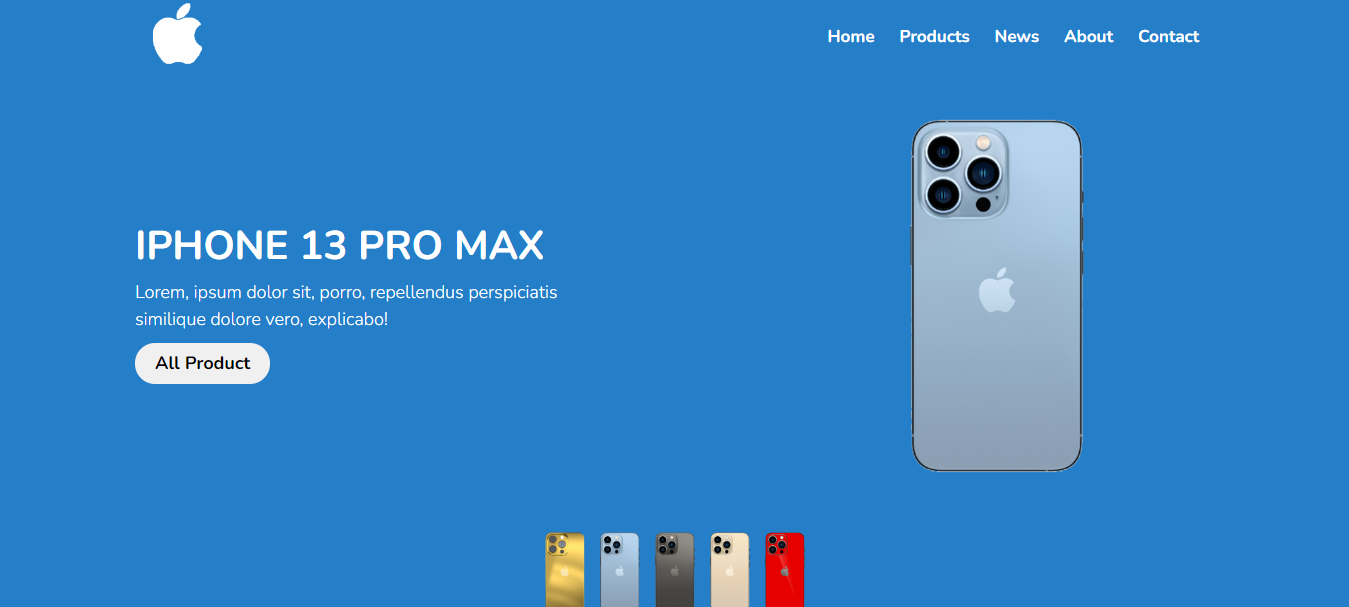 Home Products News About Contact
IPHONE 13 PRO MAX
Lorem, ipsum dolor sit, porro, repellendus perspiciatis
similique dolore vero, explicabo!
All Product